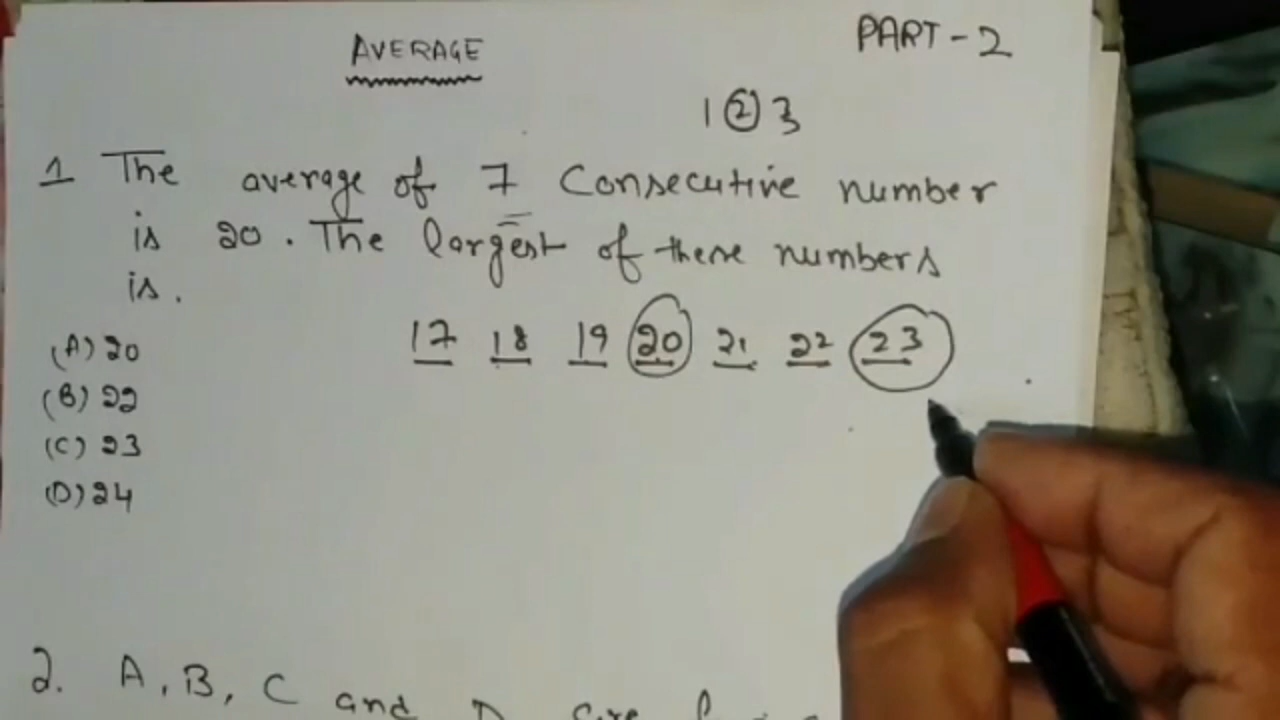 AVERAGE
PART-2
1 2 3
1 The average of 7 Consecutive number
is 20. The largest of these numbers
is.
17 18 19 20 21 22 23
(A) 20
(B) 22
(C) 23
(D) 24
2. A, B, C and D are